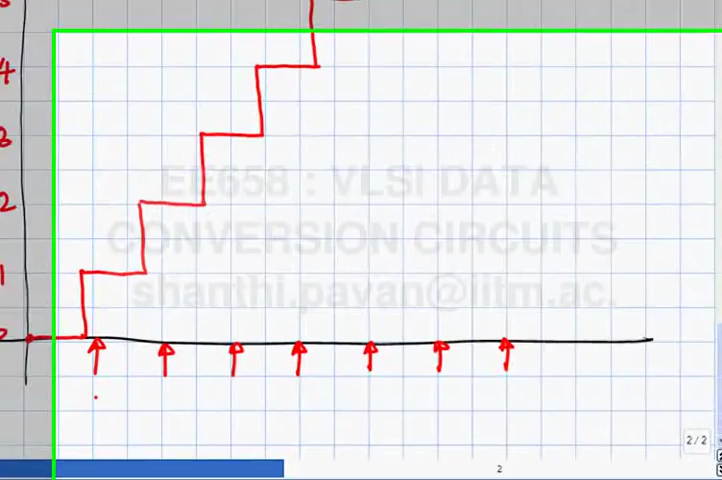 4
3
2
1
EE658 : VLSI DATA
CONVERSION CIRCUITS
shanthi.pavan@iitm.ac.
2 / 2
2